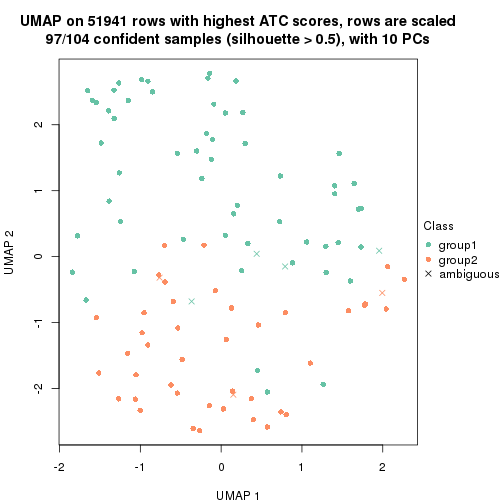 UMAP on 51941 rows with highest ATC scores, rows are scaled
97/104 confident samples (silhouette > 0.5), with 10 PCs
2
1
0
-1
-2
UMAP 2
-2
-1
0
1
2
UMAP 1
Class
group1
group2
ambiguous